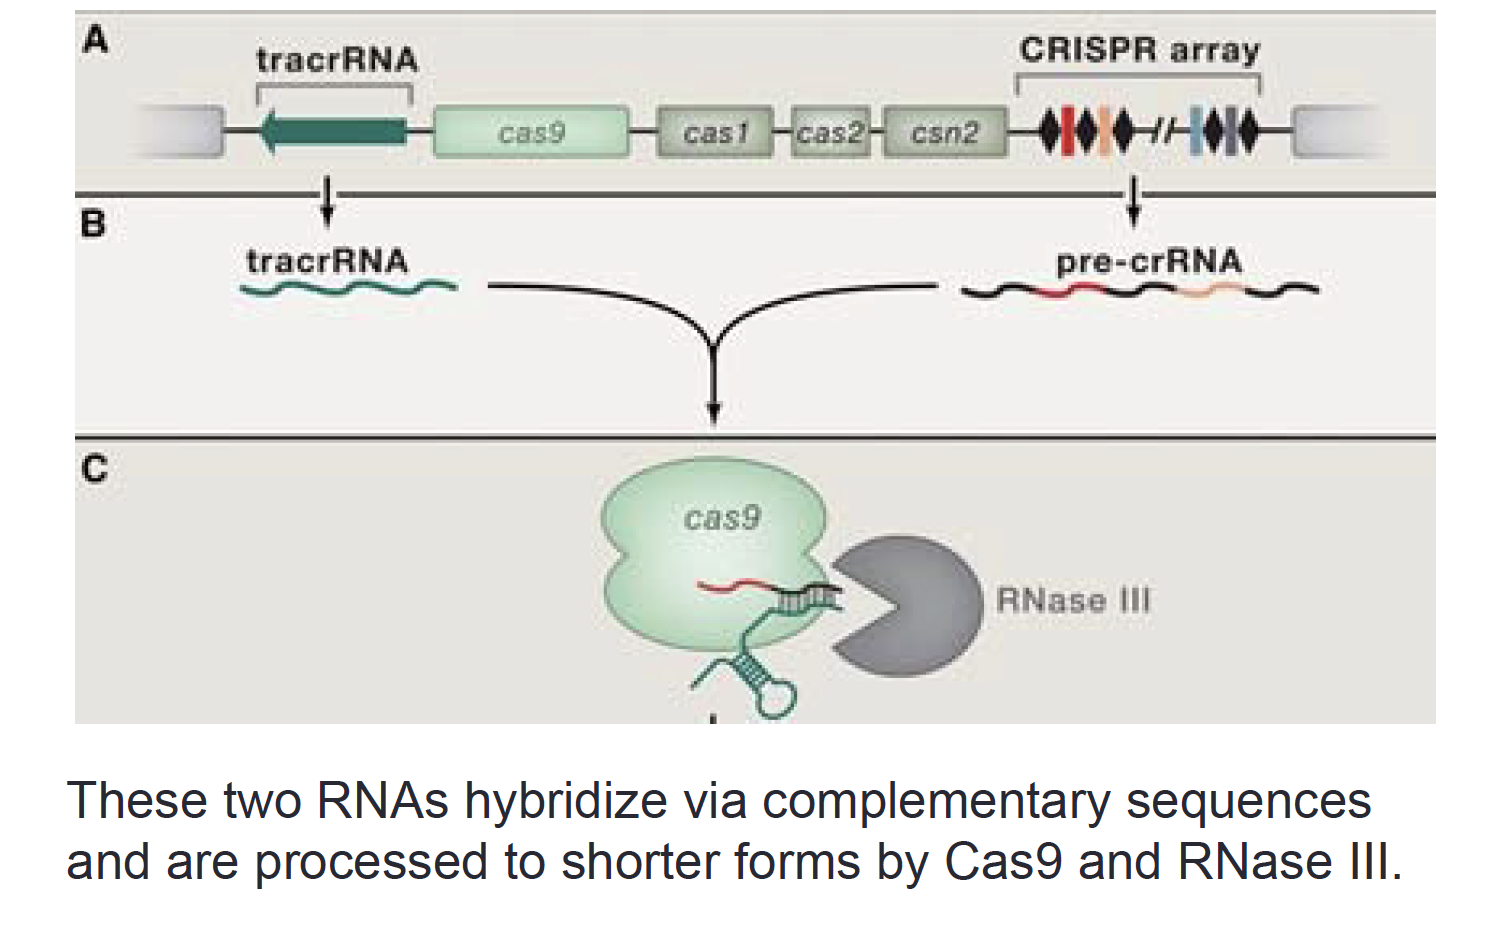 A
tracrRNA
CRISPR array
cas9
cas1
cas2
csn2
B
tracrRNA
pre-crRNA
C
cas9
RNase III
These two RNAs hybridize via complementary sequences
and are processed to shorter forms by Cas9 and RNase III.